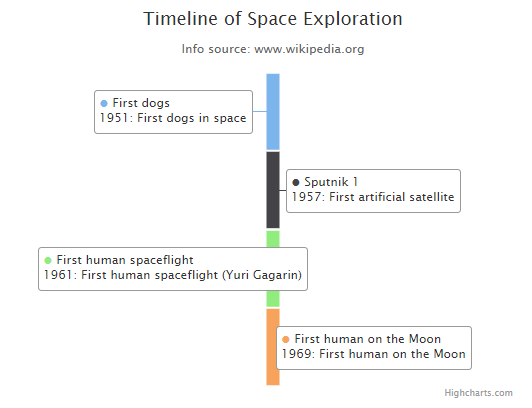 Timeline of Space Exploration
Info source: www.wikipedia.org
First dogs
1951: First dogs in space
Sputnik 1
1957: First artificial satellite
First human spaceflight
1961: First human spaceflight (Yuri Gagarin)
First human on the Moon
1969: First human on the Moon
Highcharts.com